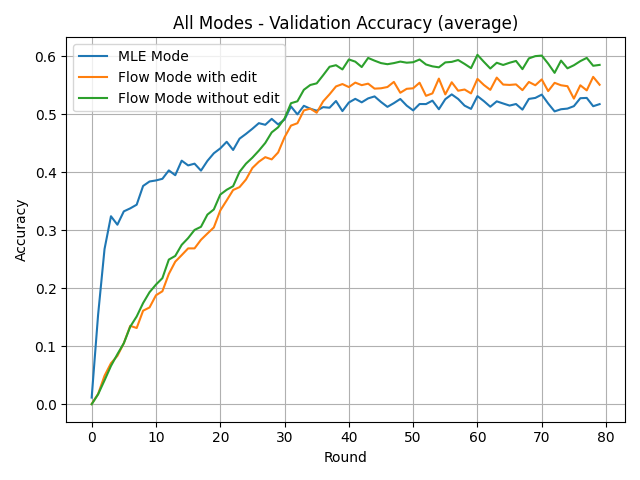 All Modes - Validation Accuracy (average)
MLE Mode
Flow Mode with edit
Flow Mode without edit
Accuracy
0.6
0.5
0.4
0.3
0.2
0.1
0.0
0 10 20 30 40 50 60 70 80
Round